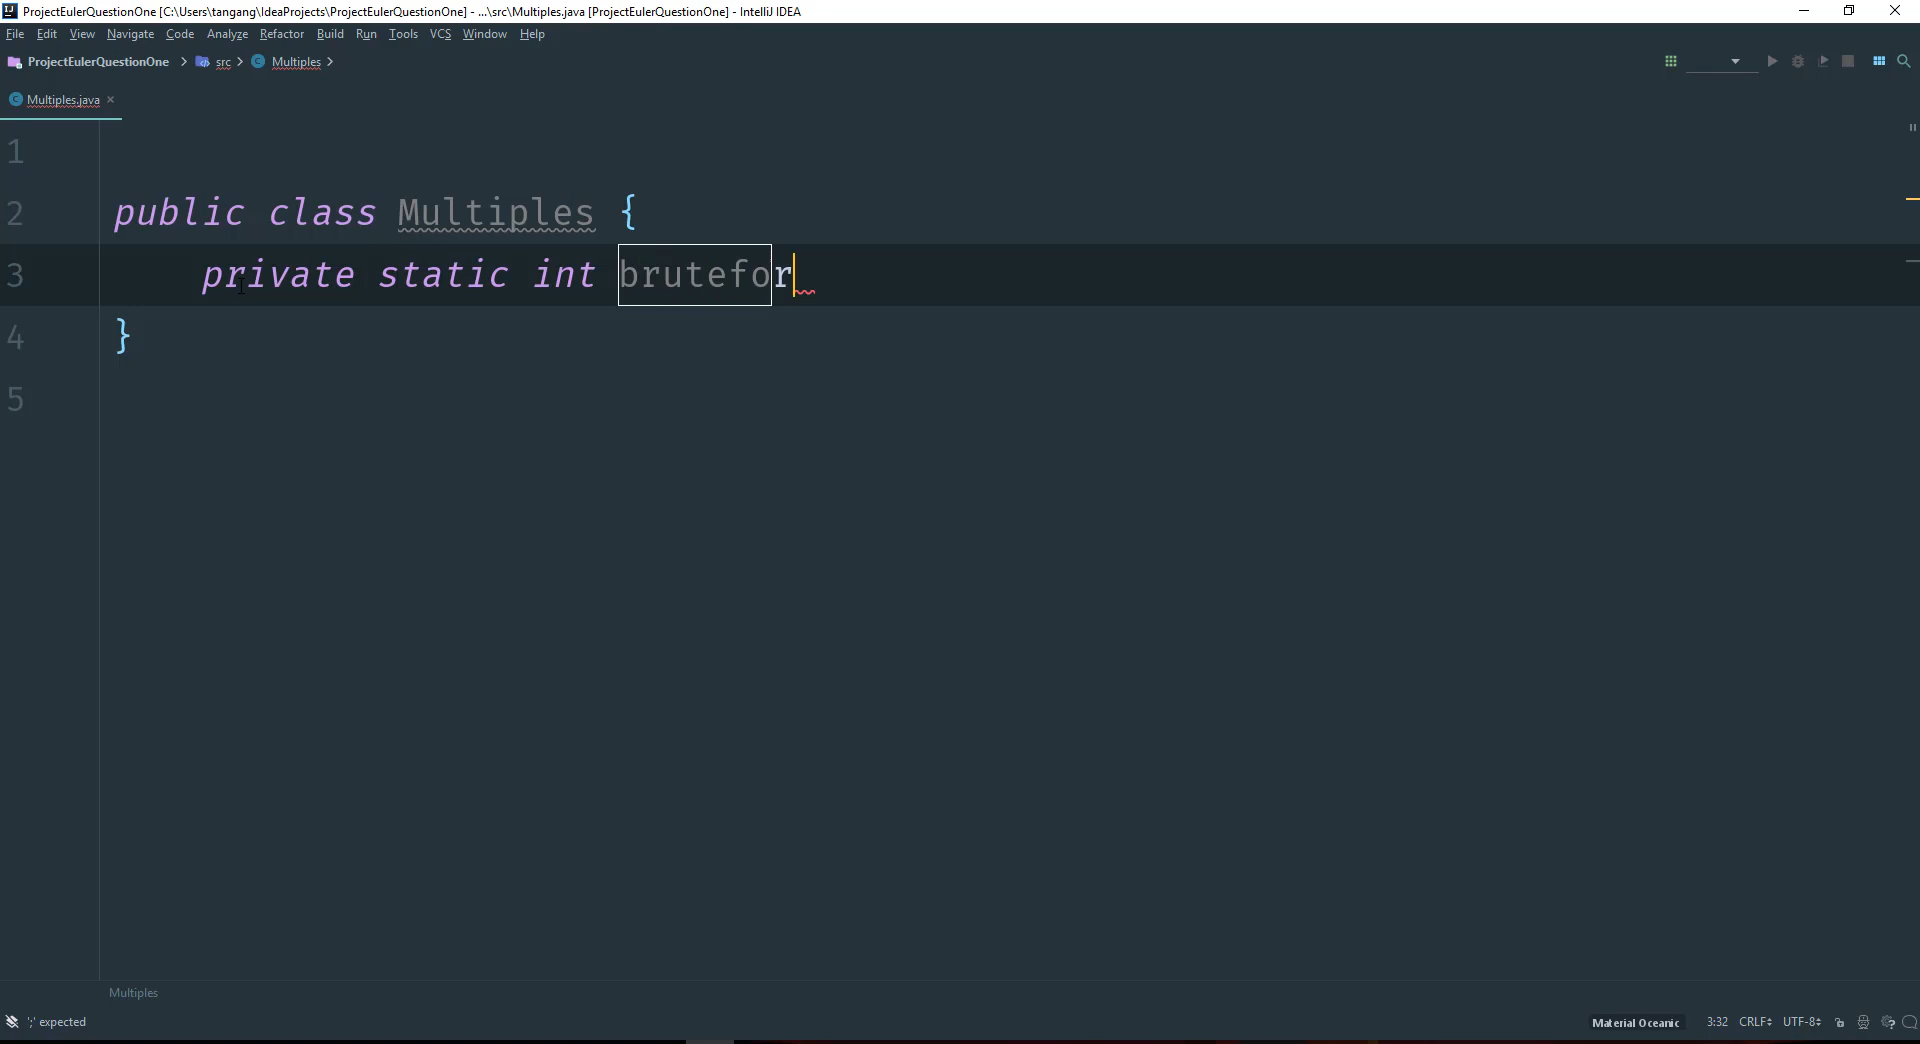 ProjectEulerQuestionOne [C:\Users\tangang\IdeaProjects\ProjectEulerQuestionOne] - ...\src\Multiples.java [ProjectEulerQuestionOne] - IntelliJ IDEA
File Edit View Navigate Code Analyze Refactor Build Run Tools VCS Window Help
ProjectEulerQuestionOne src Multiples
Multiples.java
1
2 public class Multiples {
3 private static int brutefor
4 }
5
Multiples
';' expected Material Oceanic 3:32 CRLF UTF-8